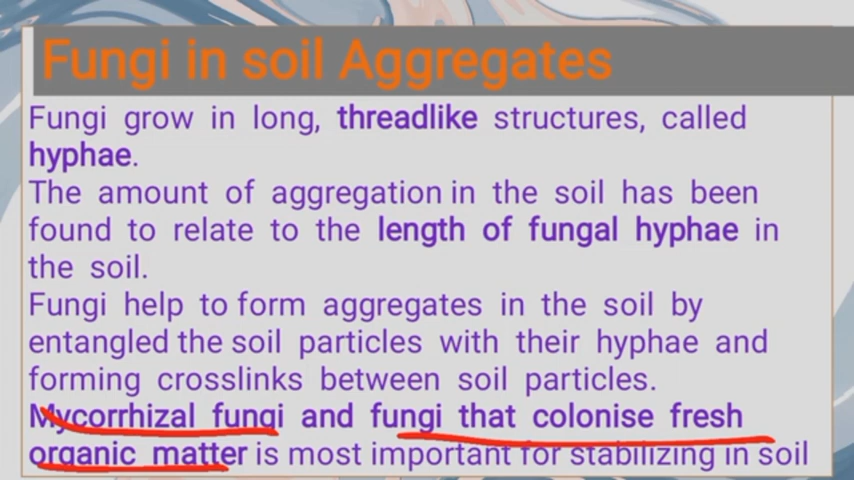 Fungi in soil Aggregates
Fungi grow in long, threadlike structures, called
hyphae.
The amount of aggregation in the soil has been
found to relate to the length of fungal hyphae in
the soil.
Fungi help to form aggregates in the soil by
entangled the soil particles with their hyphae and
forming crosslinks between soil particles.
Mycorrhizal fungi and fungi that colonise fresh
organic matter is most important for stabilizing in soil